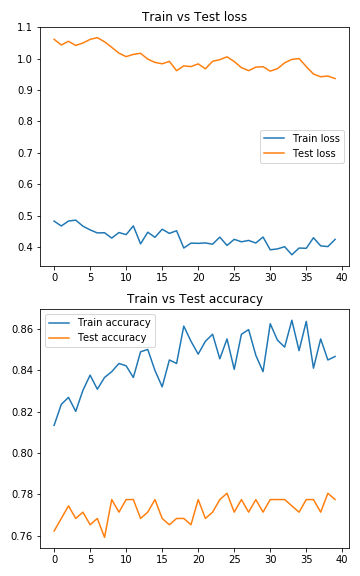 Train vs Test loss
1.1
1.0
0.9
0.8
0.7
0.6
0.5
0.4
Train loss
Test loss
0 5 10 15 20 25 30 35 40
Train vs Test accuracy
0.86
0.84
0.82
0.80
0.78
0.76
Train accuracy
Test accuracy
0 5 10 15 20 25 30 35 40